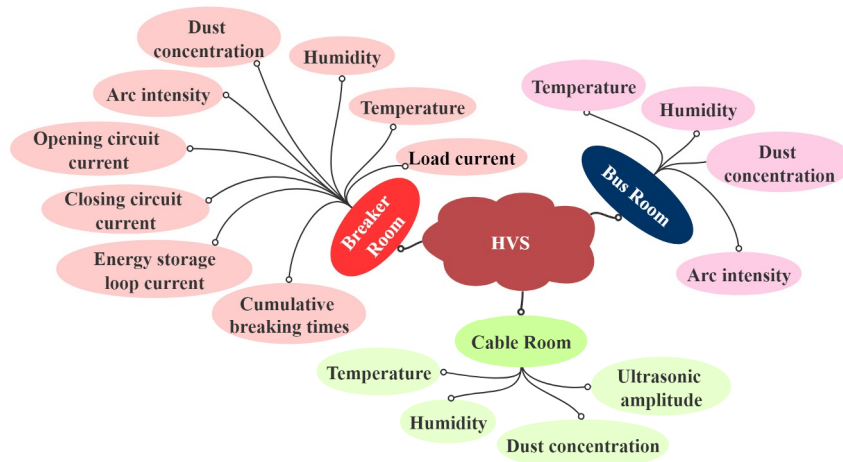 Dust
concentration
Humidity
Arc intensity
Temperature
Opening circuit
current
Load current
Closing circuit
current
Energy storage
loop current
Cumulative
breaking times
Breaker
Room
HVS
Temperature
Humidity
Dust
concentration
Bus Room
Arc intensity
Cable Room
Temperature
Ultrasonic
amplitude
Humidity
Dust concentration